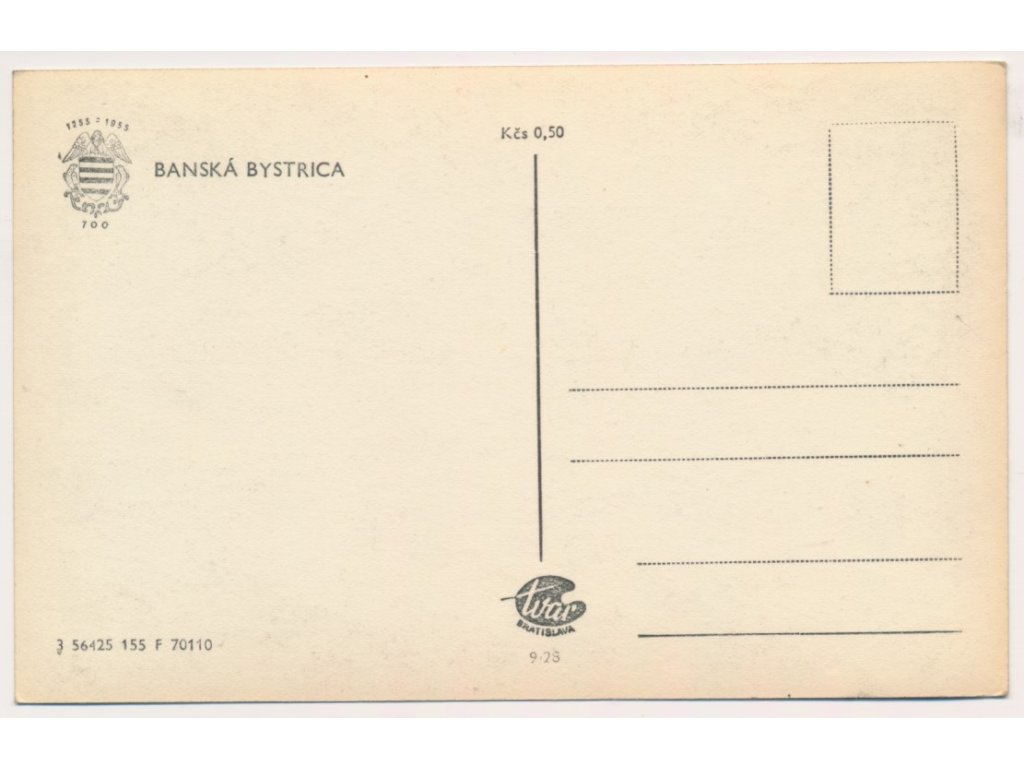 1255 = 1955
700
BANSKÁ BYSTRICA
Kčs 0,50
tvar
BRATISLAVA
9·28
3 56425 155 F 70110